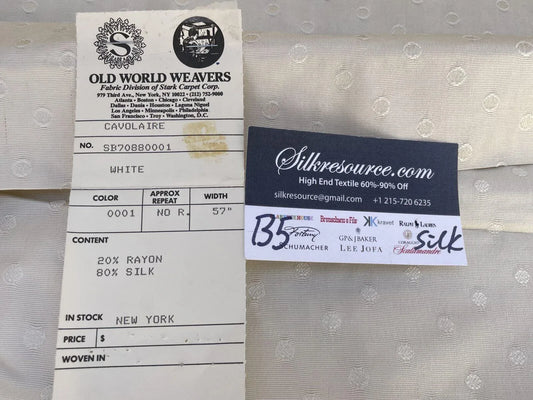 S
OLD WORLD WEAVERS
Fabric Division of Stark Carpet Corp.
979 Third Ave., New York, NY 10022 • (212) 752-9000
Atlanta • Boston • Chicago • Cleveland
Dallas • Dania • Houston • Laguna Niguel
Los Angeles • Minneapolis • Philadelphia
San Francisco • Troy • Washington, D.C.
CAVOLAIRE
NO. SB70880001
WHITE
COLOR APPROX REPEAT WIDTH
0001 NO R. 57"
CONTENT
20% RAYON
80% SILK
IN STOCK NEW YORK
PRICE $
WOVEN IN
Silkresource.com
High End Textile 60%-90% Off
silkresource@gmail.com +1 215-720 6235
B5
Brunschwig & Fils
kravet
RALPH LAUREN
Fortuny
SCHUMACHER
GP&J BAKER
LEE JOFA
Scalamandre
silk